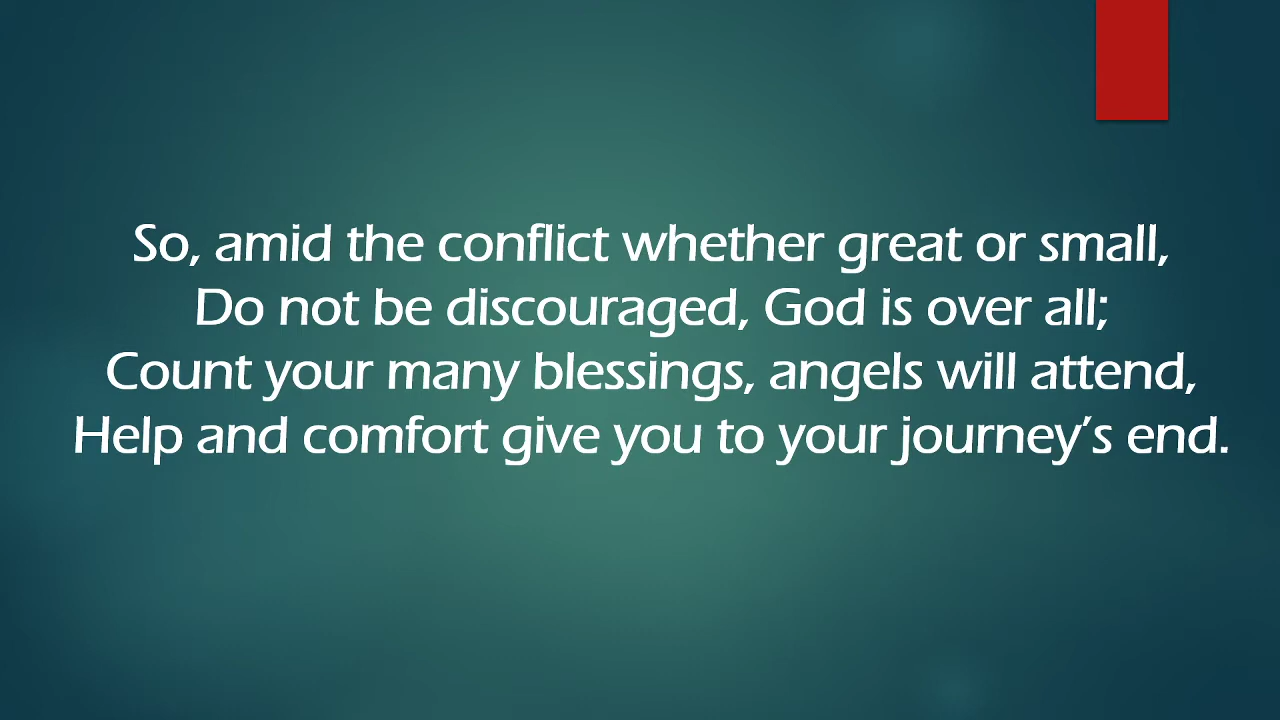 So, amid the conflict whether great or small,
Do not be discouraged, God is over all;
Count your many blessings, angels will attend,
Help and comfort give you to your journey’s end.